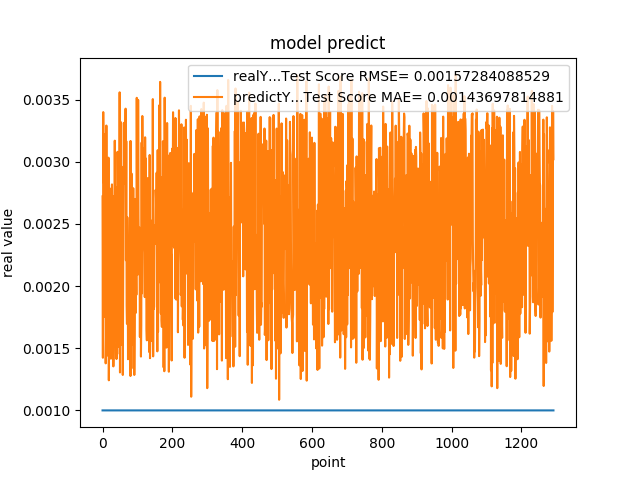 model predict
realY...Test Score RMSE= 0.00157284088529
predictY...Test Score MAE= 0.00143697814881
0.0035
0.0030
0.0025
0.0020
0.0015
0.0010
real value
0 200 400 600 800 1000 1200
point